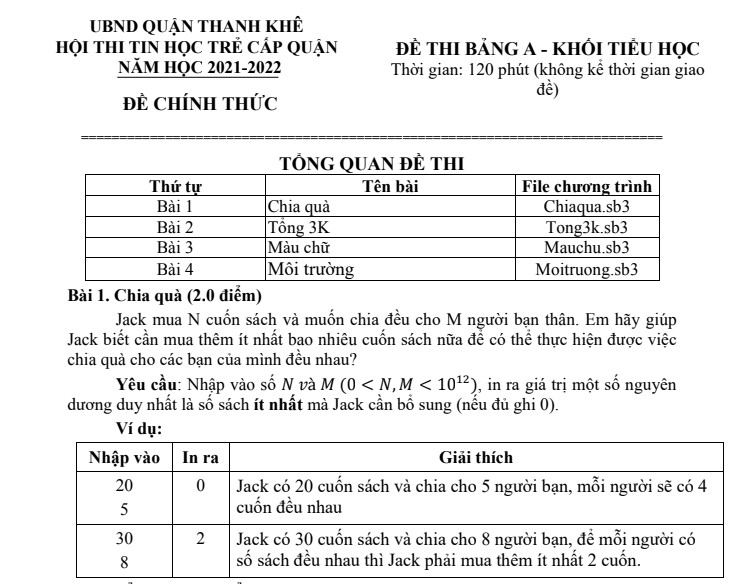 UBND QUẬN THANH KHÊ
HỘI THI TIN HỌC TRẺ CẤP QUẬN
NĂM HỌC 2021-2022
ĐỀ CHÍNH THỨC
ĐỀ THI BẢNG A - KHỐI TIỂU HỌC
Thời gian: 120 phút (không kể thời gian giao
đề)
===========================================================================
TỔNG QUAN ĐỀ THI
Thứ tự Tên bài File chương trình
Bài 1 Chia quà Chiaqua.sb3
Bài 2 Tổng 3K Tong3k.sb3
Bài 3 Màu chữ Mauchu.sb3
Bài 4 Môi trường Moitruong.sb3
Bài 1. Chia quà (2.0 điểm)
Jack mua N cuốn sách và muốn chia đều cho M người bạn thân. Em hãy giúp
Jack biết cần mua thêm ít nhất bao nhiêu cuốn sách nữa để có thể thực hiện được việc
chia quà cho các bạn của mình đều nhau?
Yêu cầu: Nhập vào số N và M (0 < N, M < 10¹²), in ra giá trị một số nguyên
dương duy nhất là số sách ít nhất mà Jack cần bổ sung (nếu đủ ghi 0).
Ví dụ:
Nhập vào In ra Giải thích
20 0 Jack có 20 cuốn sách và chia cho 5 người bạn, mỗi người sẽ có 4
5 cuốn đều nhau
30 2 Jack có 30 cuốn sách và chia cho 8 người bạn, để mỗi người có
8 số sách đều nhau thì Jack phải mua thêm ít nhất 2 cuốn.